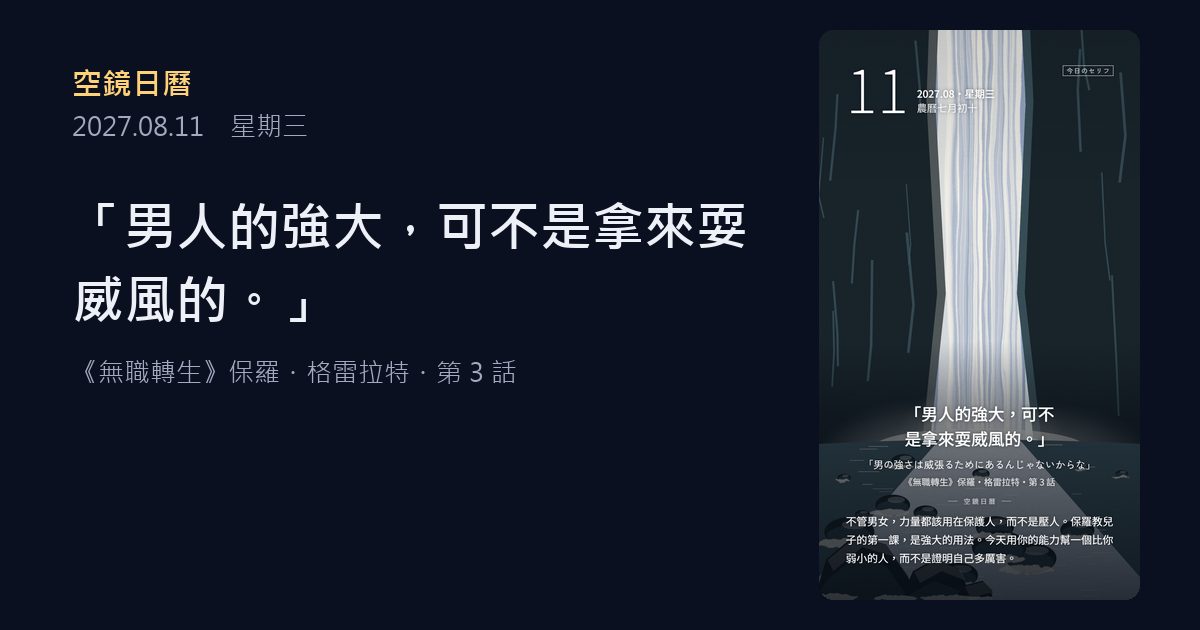 空鏡日曆
2027.08.11　星期三
「男人的強大，可不是拿來耍
威風的。」
《無職轉生》保羅．格雷拉特．第 3 話
今日のセリフ
11
2027.08・星期三
農曆七月初十
「男人的強大，可不
是拿來耍威風的。」
「男の強さは威張るためにあるんじゃないからな」
《無職轉生》保羅・格雷拉特・第 3 話
— 空鏡日曆 —
不管男女，力量都該用在保護人，而不是壓人。保羅教兒
子的第一課，是強大的用法。今天用你的能力幫一個比你
弱小的人，而不是證明自己多厲害。